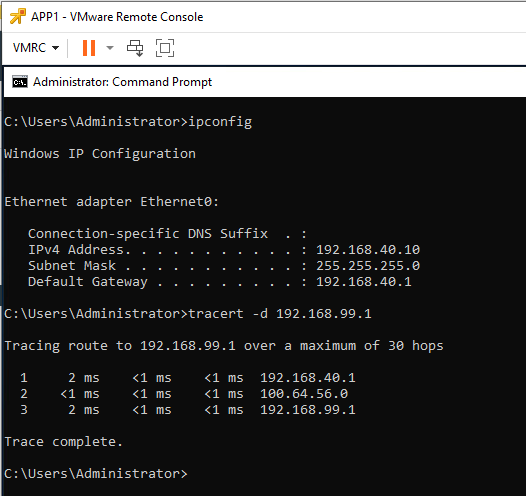 APP1 - VMware Remote Console
VMRC
Administrator: Command Prompt
C:\Users\Administrator>ipconfig
Windows IP Configuration
Ethernet adapter Ethernet0:
Connection-specific DNS Suffix  . :
IPv4 Address. . . . . . . . . . . : 192.168.40.10
Subnet Mask . . . . . . . . . . . : 255.255.255.0
Default Gateway . . . . . . . . . : 192.168.40.1
C:\Users\Administrator>tracert -d 192.168.99.1
Tracing route to 192.168.99.1 over a maximum of 30 hops
1     2 ms    <1 ms    <1 ms  192.168.40.1
2    <1 ms    <1 ms    <1 ms  100.64.56.0
3     2 ms    <1 ms    <1 ms  192.168.99.1
Trace complete.
C:\Users\Administrator>